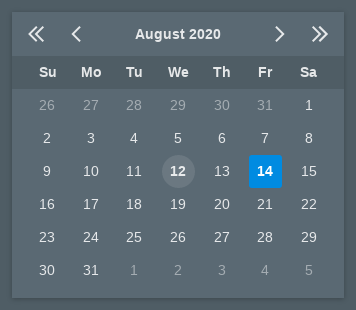 August 2020
Su Mo Tu We Th Fr Sa
26 27 28 29 30 31 1
2 3 4 5 6 7 8
9 10 11 12 13 14 15
16 17 18 19 20 21 22
23 24 25 26 27 28 29
30 31 1 2 3 4 5